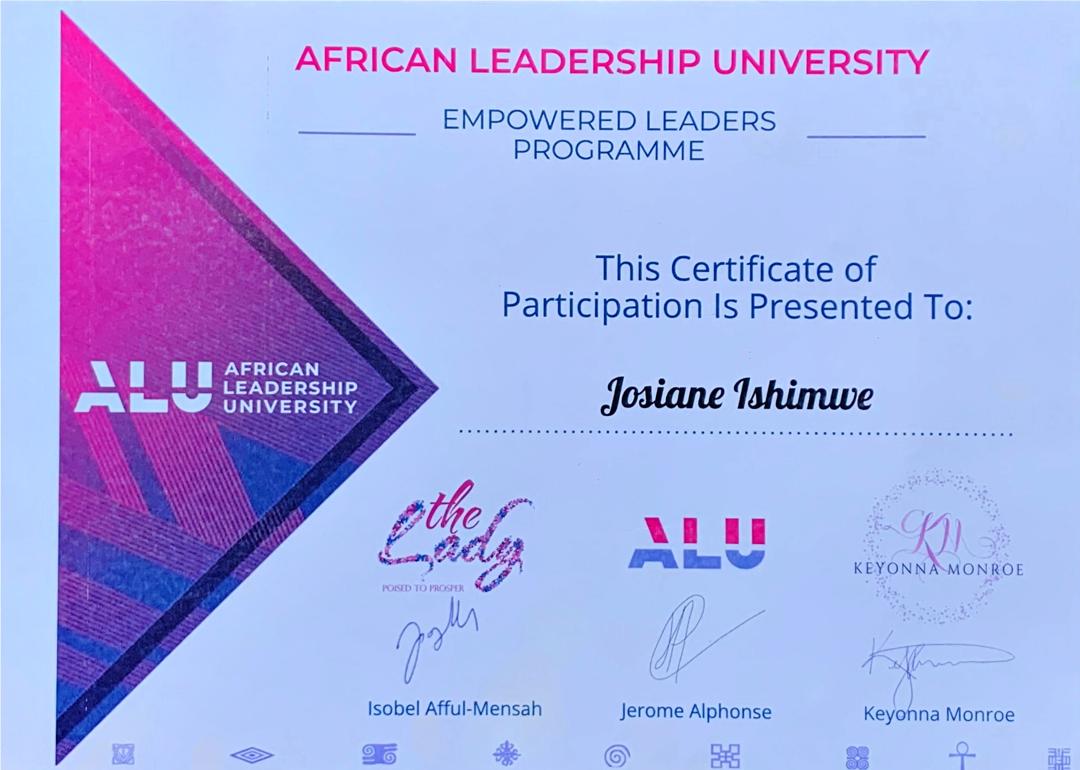 AFRICAN LEADERSHIP UNIVERSITY
EMPOWERED LEADERS
PROGRAMME
This Certificate of
Participation Is Presented To:
ALU AFRICAN
LEADERSHIP
UNIVERSITY
Josiane Ishimwe
the
Lady
POISED TO PROSPER
ALU
KM
KEYONNA MONROE
Isobel Afful-Mensah
Jerome Alphonse
Keyonna Monroe